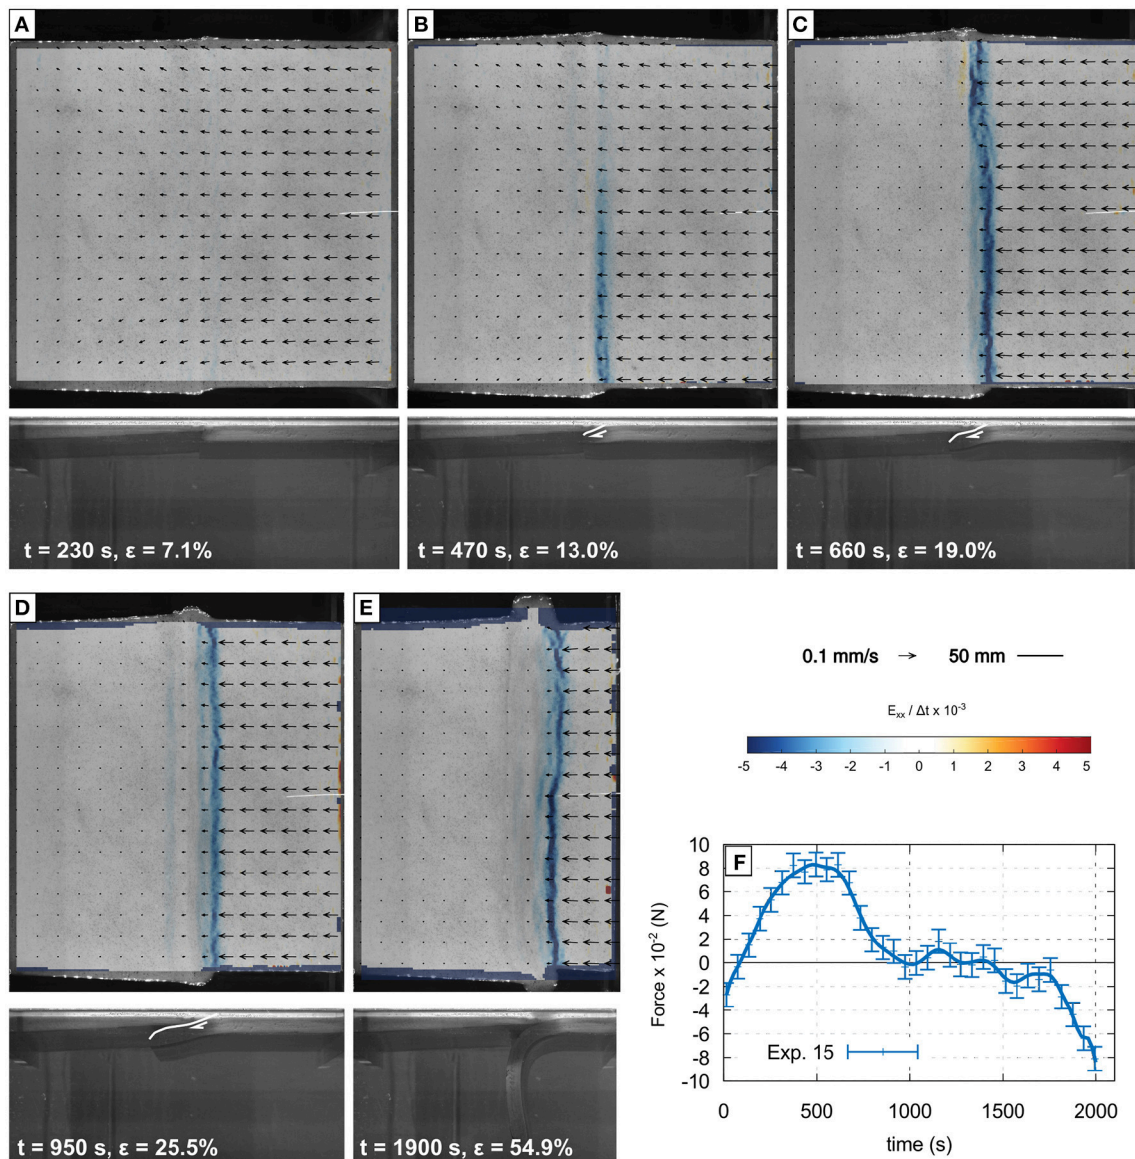 A
B
C
t = 230 s, ε = 7.1%
t = 470 s, ε = 13.0%
t = 660 s, ε = 19.0%
D
E
t = 950 s, ε = 25.5%
t = 1900 s, ε = 54.9%
0.1 mm/s 50 mm
Exx / Δt x 10-3
-5 -4 -3 -2 -1 0 1 2 3 4 5
F
Force x 10-2 (N)
10
8
6
4
2
0
-2
-4
-6
-8
-10
Exp. 15
0 500 1000 1500 2000
time (s)